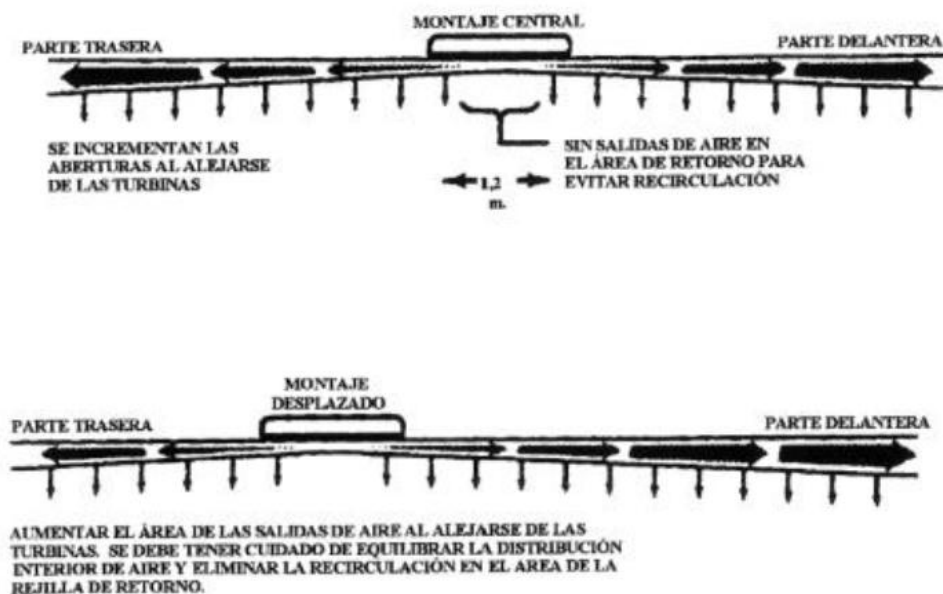 MONTAJE CENTRAL
PARTE TRASERA
PARTE DELANTERA
SE INCREMENTAN LAS
ABERTURAS AL ALEJARSE
DE LAS TURBINAS
SIN SALIDAS DE AIRE EN
EL ÁREA DE RETORNO PARA
EVITAR RECIRCULACIÓN
1,2
m.
MONTAJE
DESPLAZADO
PARTE TRASERA
PARTE DELANTERA
AUMENTAR EL ÁREA DE LAS SALIDAS DE AIRE AL ALEJARSE DE LAS
TURBINAS. SE DEBE TENER CUIDADO DE EQUILIBRAR LA DISTRIBUCIÓN
INTERIOR DE AIRE Y ELIMINAR LA RECIRCULACIÓN EN EL AREA DE LA
REJILLA DE RETORNO.